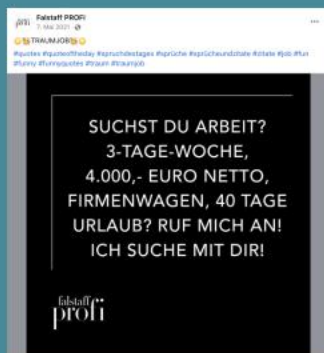 Falstaff PROFI
7. Mai 2021
TRAUMJOB
#quotes #quotesoftheday #spruchdestages #sprüche #sprücheundzitate #zitate #job #fun
#funny #funnyquotes #traum #traumjob
SUCHST DU ARBEIT?
3-TAGE-WOCHE,
4.000,- EURO NETTO,
FIRMENWAGEN, 40 TAGE
URLAUB? RUF MICH AN!
ICH SUCHE MIT DIR!
falstaff
profi